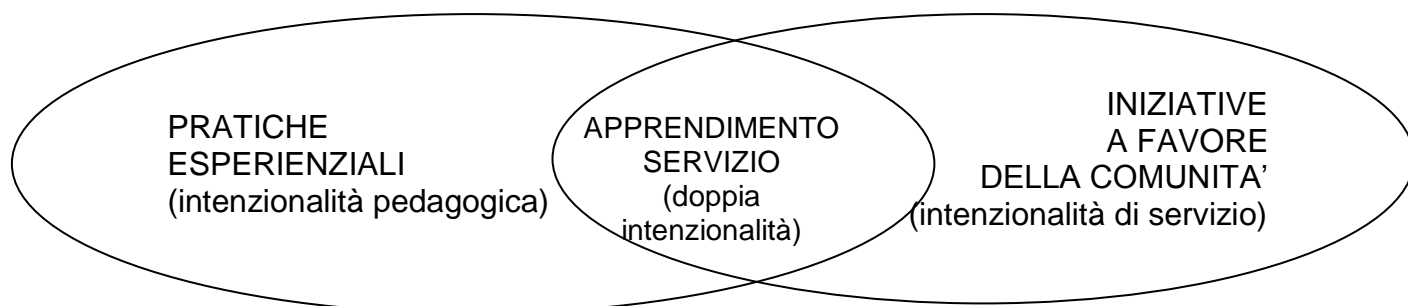 PRATICHE
ESPERIENZIALI
(intenzionalità pedagogica)
APPRENDIMENTO
SERVIZIO
(doppia
intenzionalità)
INIZIATIVE
A FAVORE
DELLA COMUNITA’
(intenzionalità di servizio)